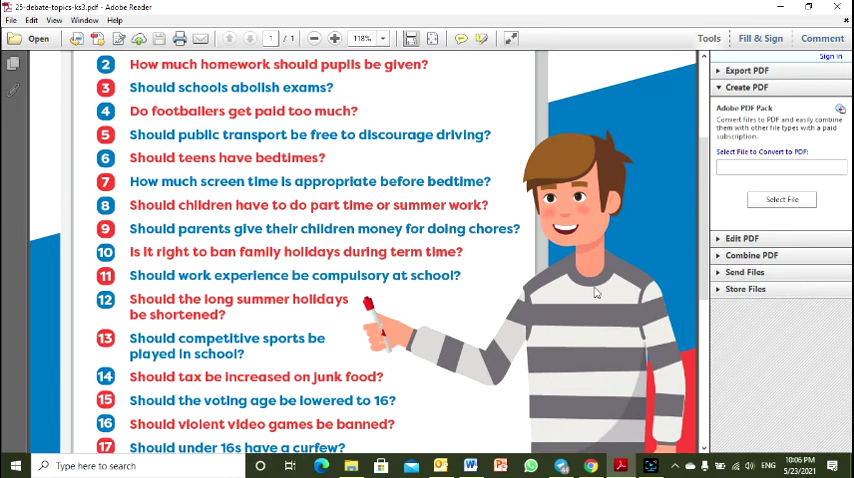 25-debate-topics-ks3.pdf - Adobe Reader
File Edit View Window Help
Open 1 / 1 118% Tools Fill & Sign Comment
Sign In
Export PDF
Create PDF
Adobe PDF Pack
Convert files to PDF and easily combine
them with other file types with a paid
subscription.
Select File to Convert to PDF:
Select File
Edit PDF
Combine PDF
Send Files
Store Files
2 How much homework should pupils be given?
3 Should schools abolish exams?
4 Do footballers get paid too much?
5 Should public transport be free to discourage driving?
6 Should teens have bedtimes?
7 How much screen time is appropriate before bedtime?
8 Should children have to do part time or summer work?
9 Should parents give their children money for doing chores?
10 Is it right to ban family holidays during term time?
11 Should work experience be compulsory at school?
12 Should the long summer holidays
be shortened?
13 Should competitive sports be
played in school?
14 Should tax be increased on junk food?
15 Should the voting age be lowered to 16?
16 Should violent video games be banned?
17 Should under 16s have a curfew?
Type here to search
ENG
10:06 PM
5/23/2021